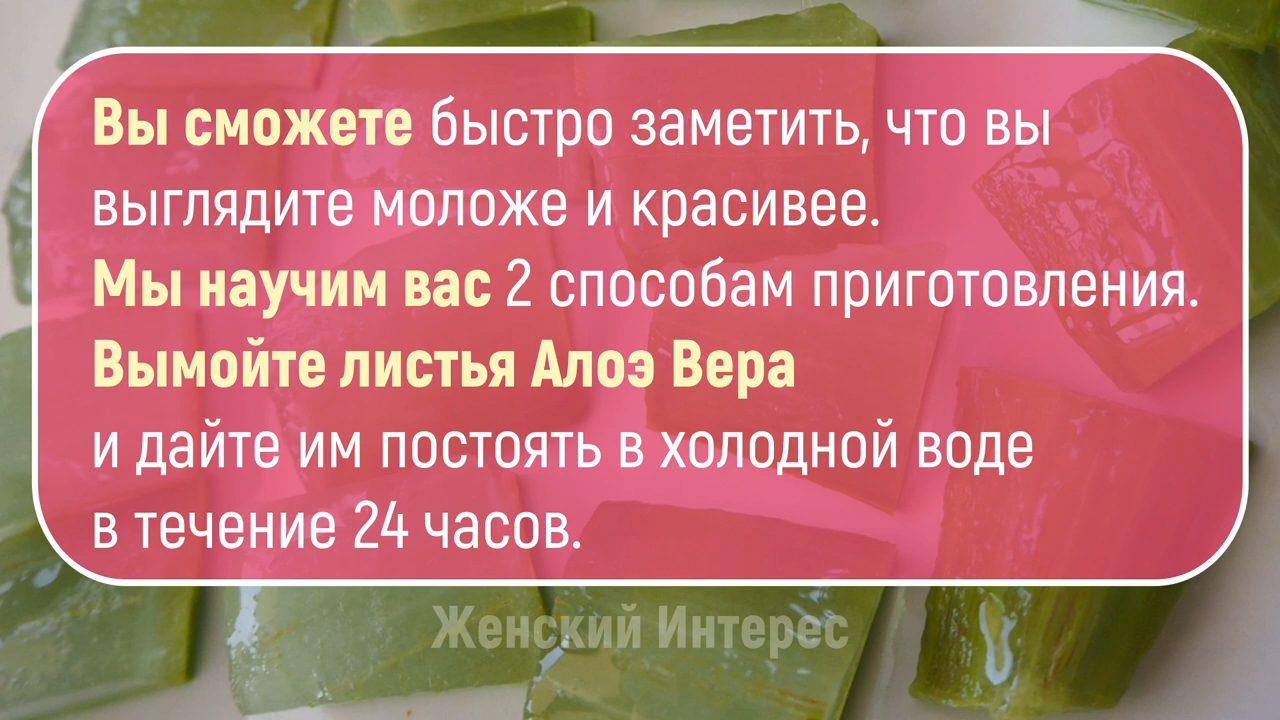 Вы сможете быстро заметить, что вы
выглядите моложе и красивее.
Мы научим вас 2 способам приготовления.
Вымойте листья Алоэ Вера
и дайте им постоять в холодной воде
в течение 24 часов.
Женский Интерес